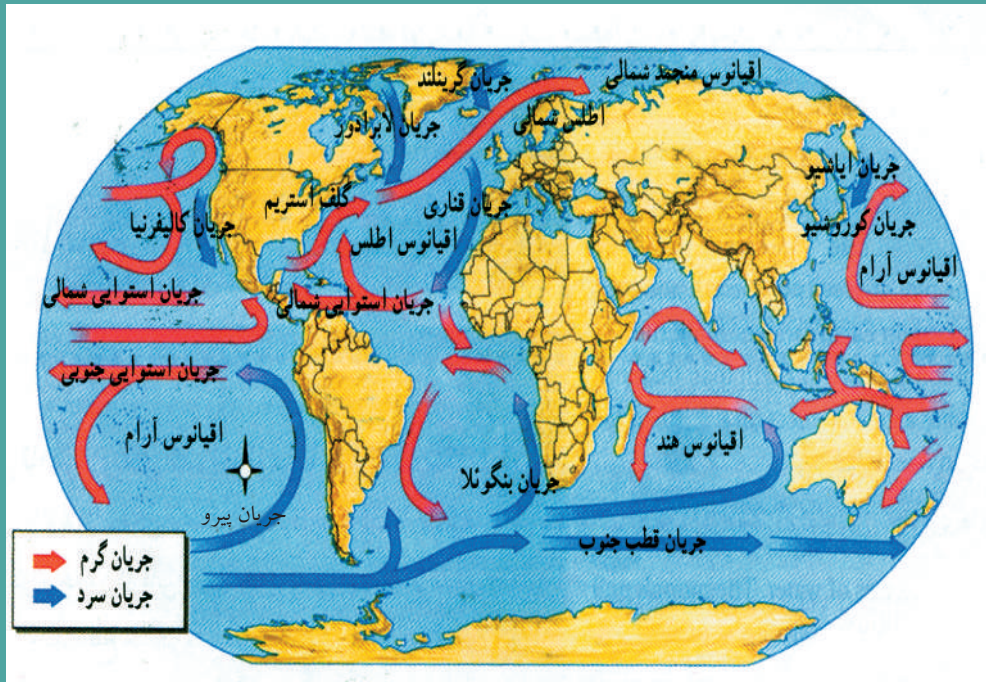 اقیانوس منجمد شمالی
جریان گرینلند
اطلس شمالی
جریان لابرادور
جریان ایاشیو
گلف استریم
جریان قناری
جریان کالیفرنیا
جریان کوروشیو
اقیانوس اطلس
اقیانوس آرام
جریان استوایی شمالی
جریان استوایی شمالی
جریان استوایی جنوبی
اقیانوس آرام
اقیانوس هند
جریان بنگوئلا
جریان پیرو
جریان قطب جنوب
جریان گرم
جریان سرد